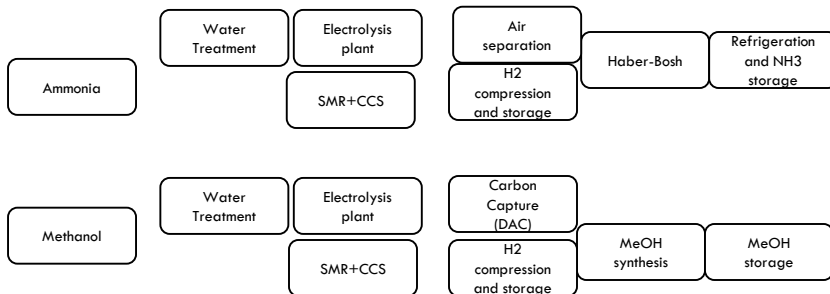 Water
Treatment
Electrolysis
plant
Air
separation
Ammonia
SMR+CCS
H2
compression
and storage
Haber-Bosh
Refrigeration
and NH3
storage
Water
Treatment
Electrolysis
plant
Carbon
Capture
(DAC)
Methanol
SMR+CCS
H2
compression
and storage
MeOH
synthesis
MeOH
storage